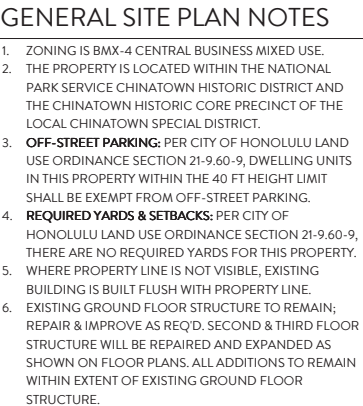 GENERAL SITE PLAN NOTES
1. ZONING IS BMX-4 CENTRAL BUSINESS MIXED USE.
2. THE PROPERTY IS LOCATED WITHIN THE NATIONAL
PARK SERVICE CHINATOWN HISTORIC DISTRICT AND
THE CHINATOWN HISTORIC CORE PRECINCT OF THE
LOCAL CHINATOWN SPECIAL DISTRICT.
3. OFF-STREET PARKING: PER CITY OF HONOLULU LAND
USE ORDINANCE SECTION 21-9.60-9, DWELLING UNITS
IN THIS PROPERTY WITHIN THE 40 FT HEIGHT LIMIT
SHALL BE EXEMPT FROM OFF-STREET PARKING.
4. REQUIRED YARDS & SETBACKS: PER CITY OF
HONOLULU LAND USE ORDINANCE SECTION 21-9.60-9,
THERE ARE NO REQUIRED YARDS FOR THIS PROPERTY.
5. WHERE PROPERTY LINE IS NOT VISIBLE, EXISTING
BUILDING IS BUILT FLUSH WITH PROPERTY LINE.
6. EXISTING GROUND FLOOR STRUCTURE TO REMAIN;
REPAIR & IMPROVE AS REQ'D. SECOND & THIRD FLOOR
STRUCTURE WILL BE REPAIRED AND EXPANDED AS
SHOWN ON FLOOR PLANS. ALL ADDITIONS TO REMAIN
WITHIN EXTENT OF EXISTING GROUND FLOOR
STRUCTURE.